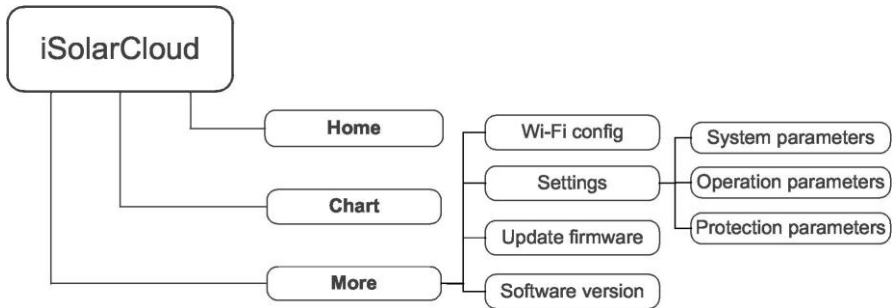 iSolarCloud
Home
Chart
More
Wi-Fi config
Settings
Update firmware
Software version
System parameters
Operation parameters
Protection parameters